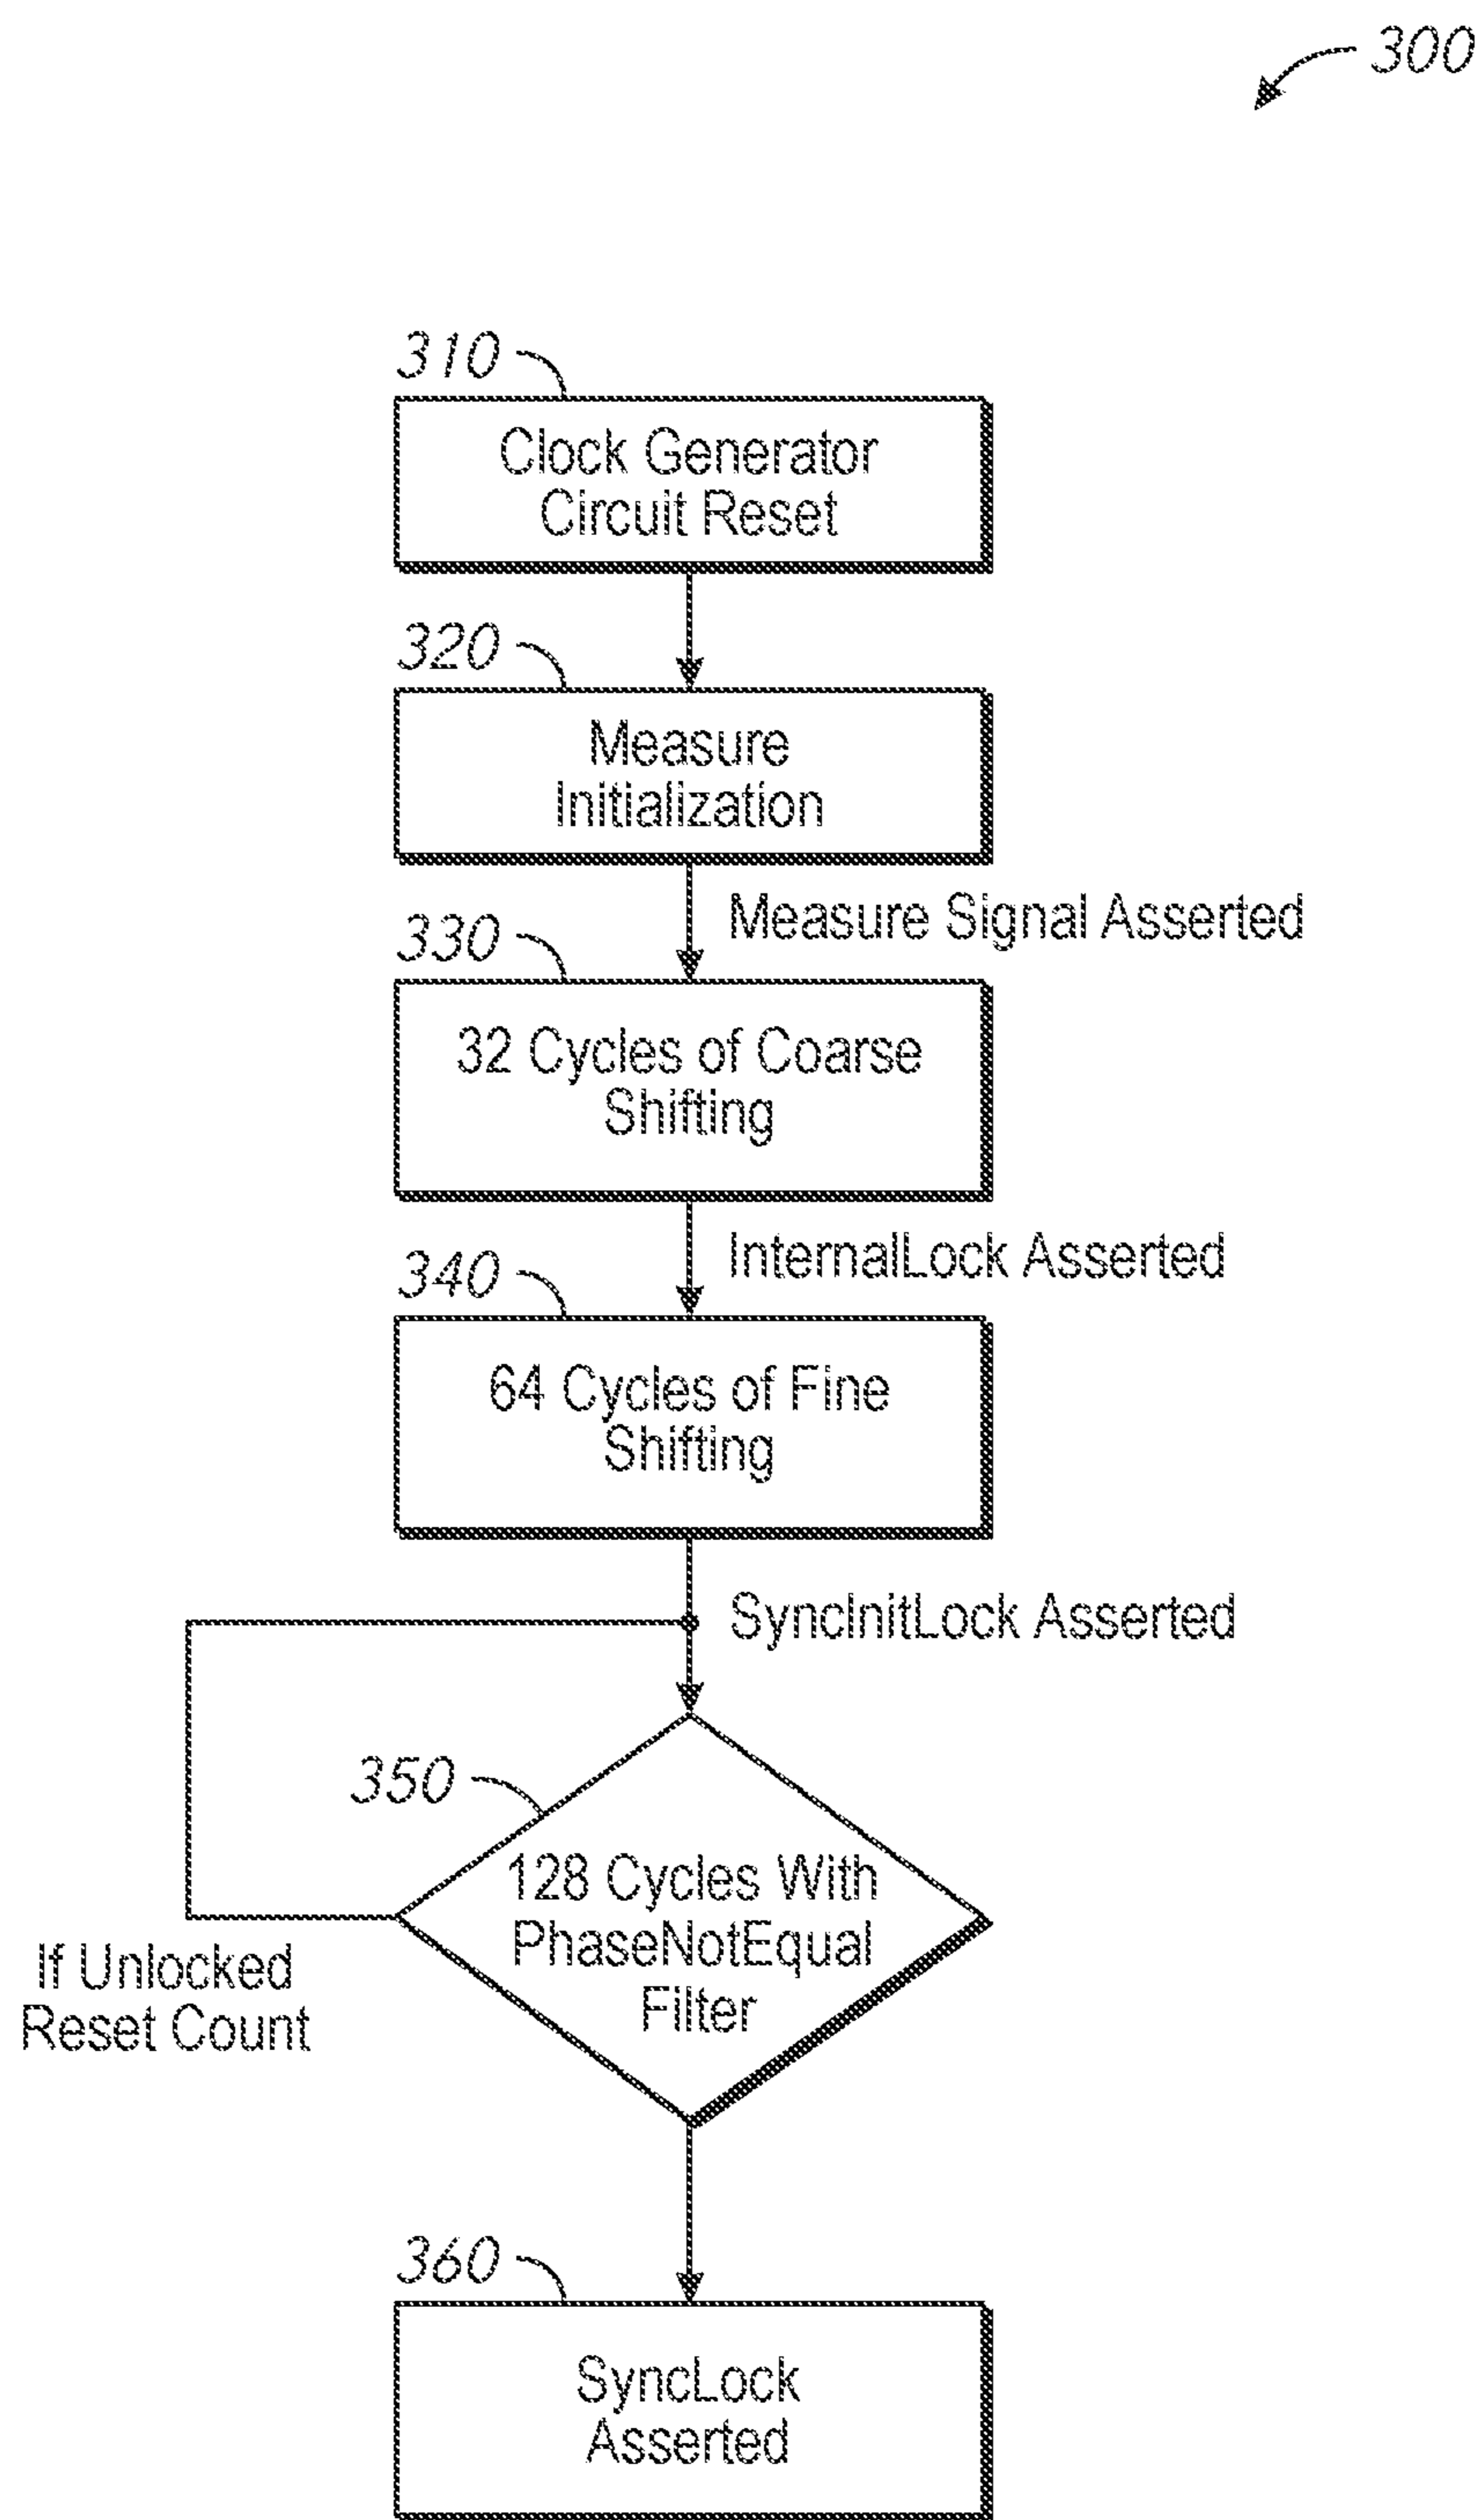 300
310
Clock Generator
Circuit Reset
320
Measure
Initialization
Measure Signal Asserted
330
32 Cycles of Coarse
Shifting
InternalLock Asserted
340
64 Cycles of Fine
Shifting
SyncInitLock Asserted
350
128 Cycles With
PhaseNotEqual
Filter
If Unlocked
Reset Count
360
SyncLock
Asserted